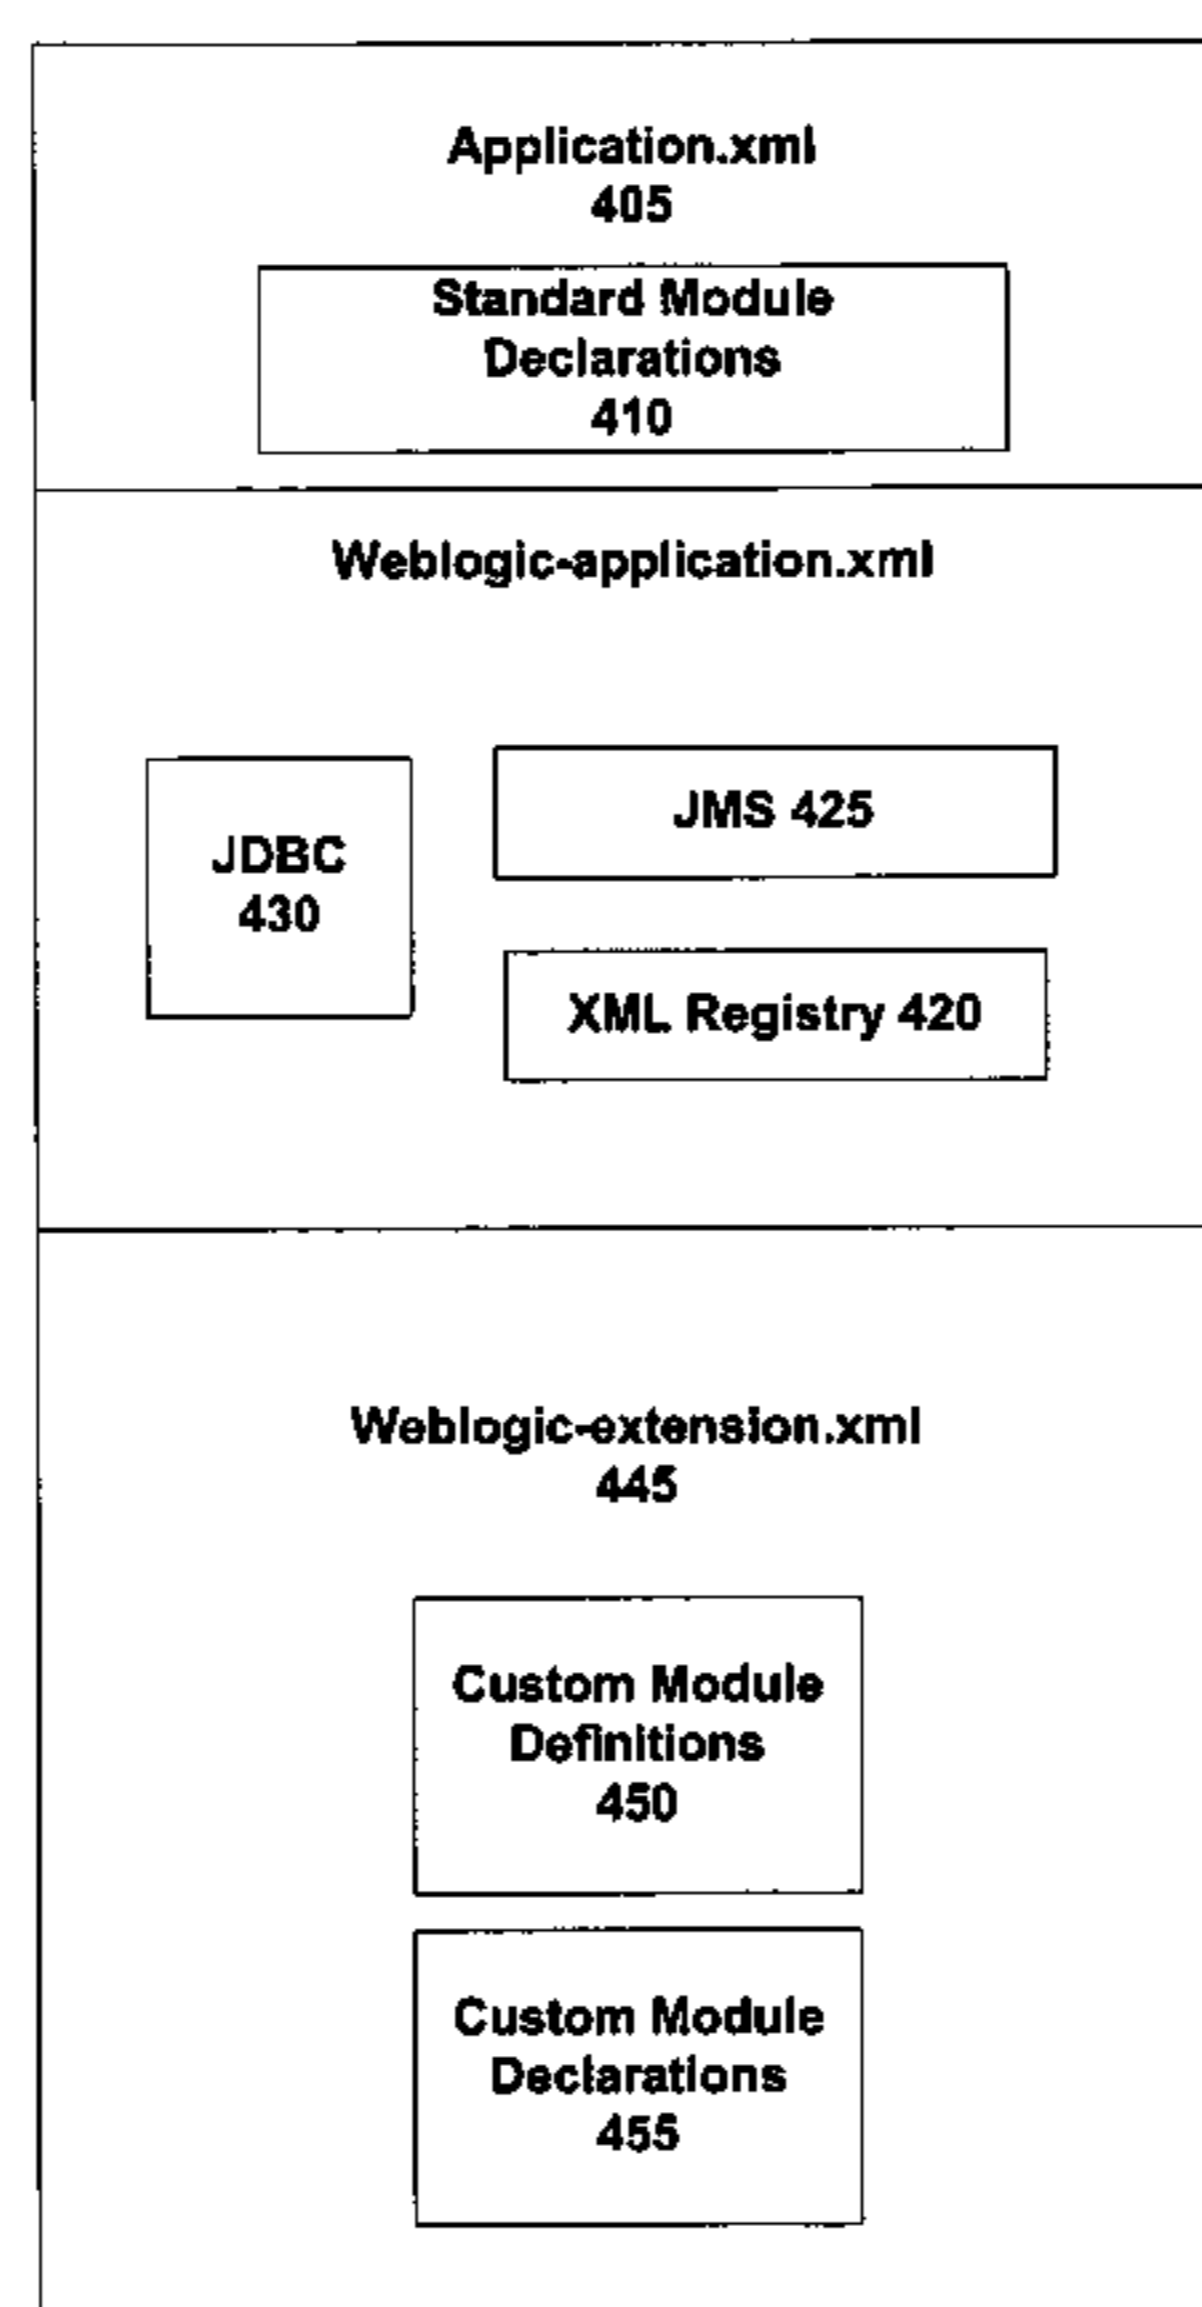 Application.xml
405
Standard Module
Declarations
410
Weblogic-application.xml
JMS 425
JDBC
430
XML Registry 420
Weblogic-extension.xml
445
Custom Module
Definitions
450
Custom Module
Declarations
455